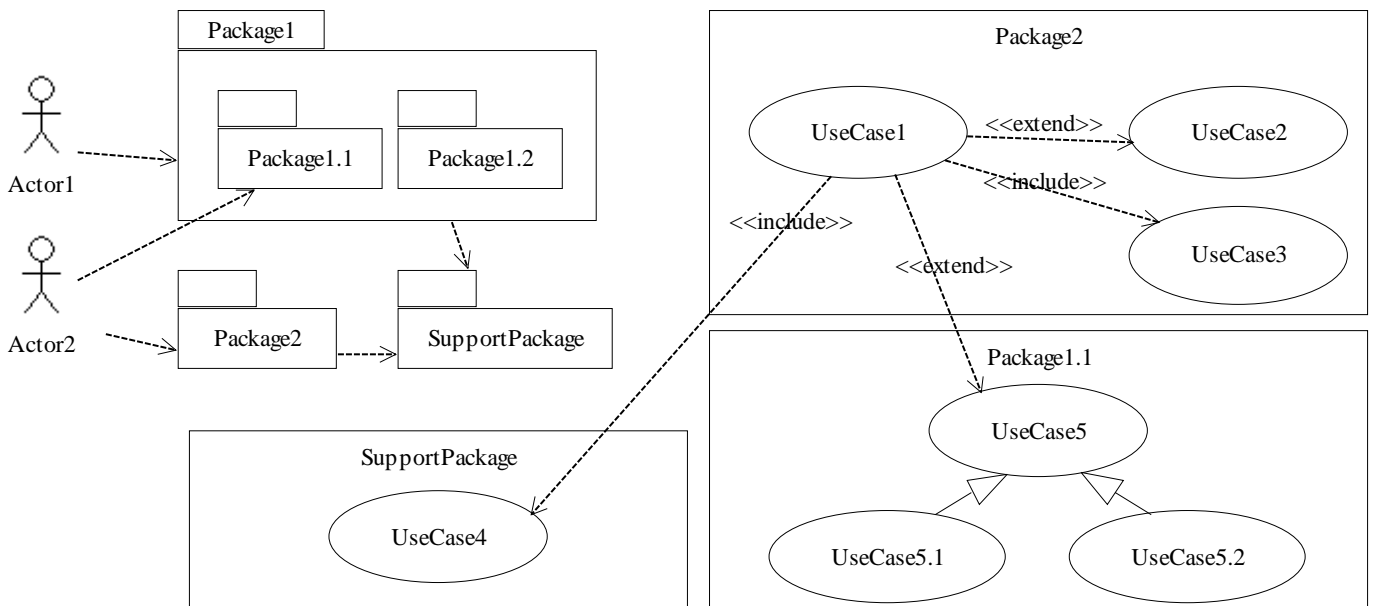 Package1
Package1.1
Package1.2
Actor1
Actor2
Package2
SupportPackage
Package2
UseCase1
<<extend>>
UseCase2
<<include>>
UseCase3
<<include>>
<<extend>>
Package1.1
UseCase5
UseCase5.1
UseCase5.2
SupportPackage
UseCase4